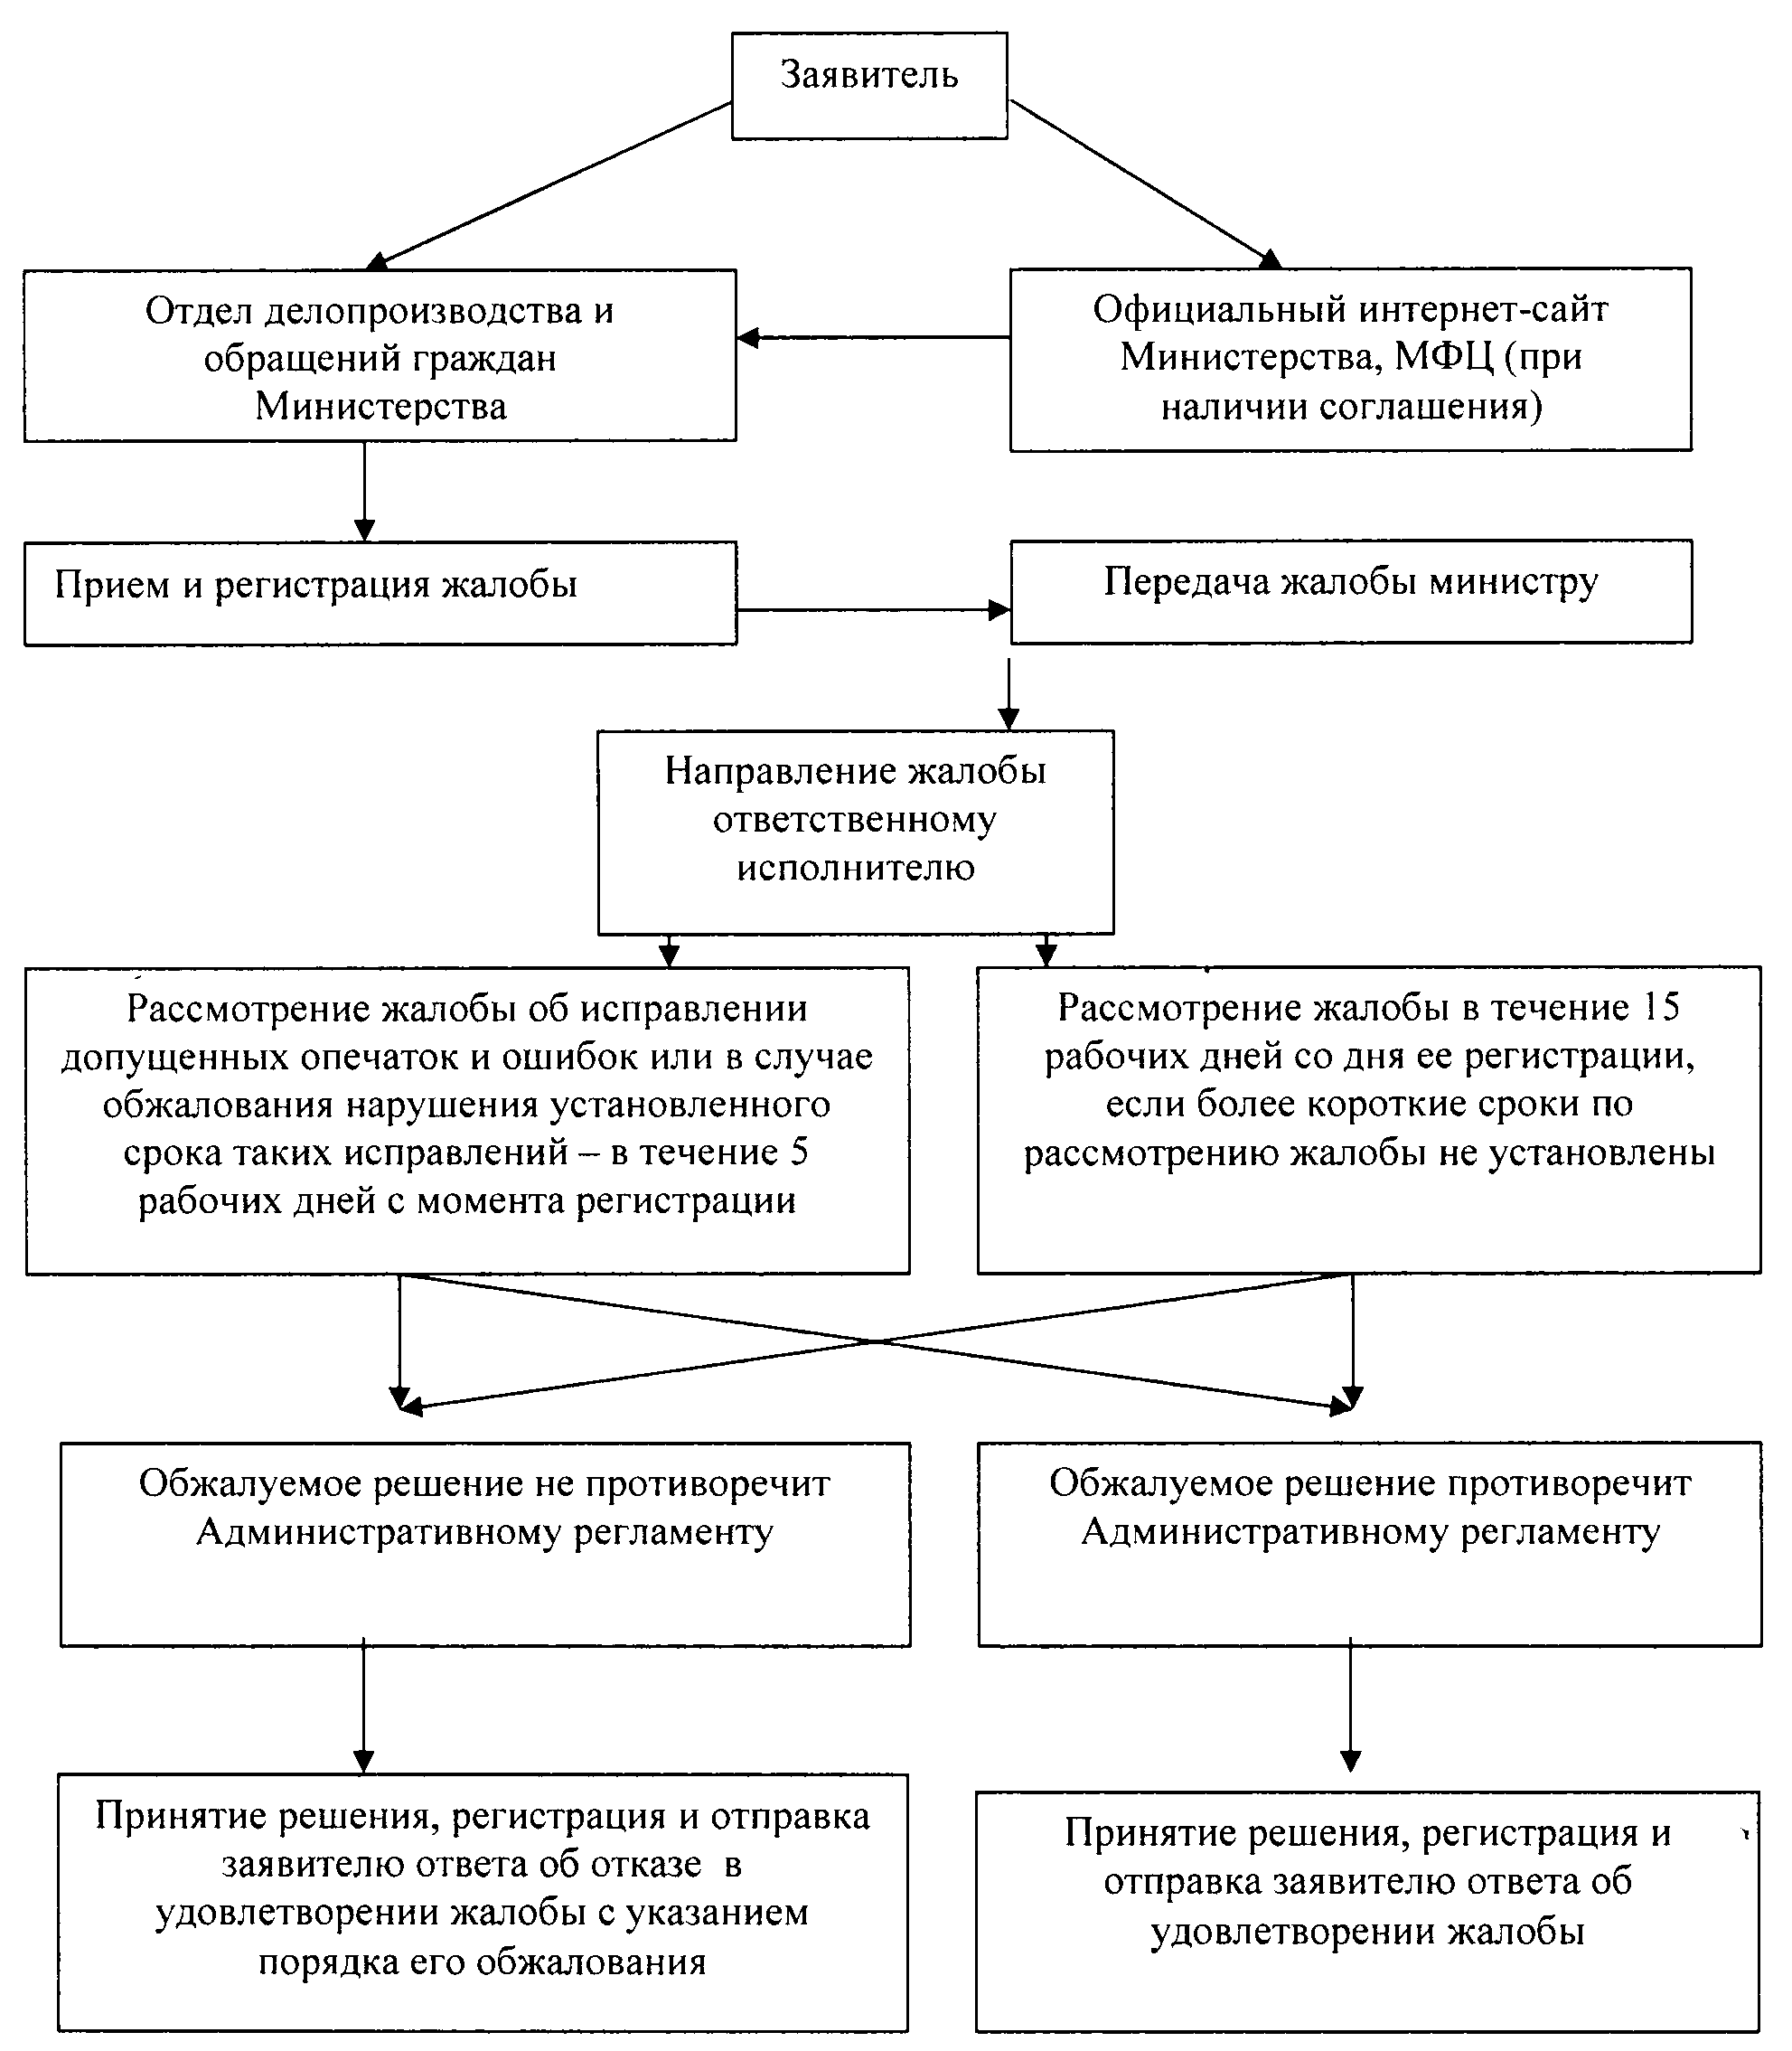 Заявитель
Отдел делопроизводства и
обращений граждан
Министерства
Официальный интернет-сайт
Министерства, МФЦ (при
наличии соглашения)
Прием и регистрация жалобы
Передача жалобы министру
Направление жалобы
ответственному
исполнителю
Рассмотрение жалобы об исправлении
допущенных опечаток и ошибок или в случае
обжалования нарушения установленного
срока таких исправлений – в течение 5
рабочих дней с момента регистрации
Рассмотрение жалобы в течение 15
рабочих дней со дня ее регистрации,
если более короткие сроки по
рассмотрению жалобы не установлены
Обжалуемое решение не противоречит
Административному регламенту
Обжалуемое решение противоречит
Административному регламенту
Принятие решения, регистрация и отправка
заявителю ответа об отказе в
удовлетворении жалобы с указанием
порядка его обжалования
Принятие решения, регистрация и
отправка заявителю ответа об
удовлетворении жалобы